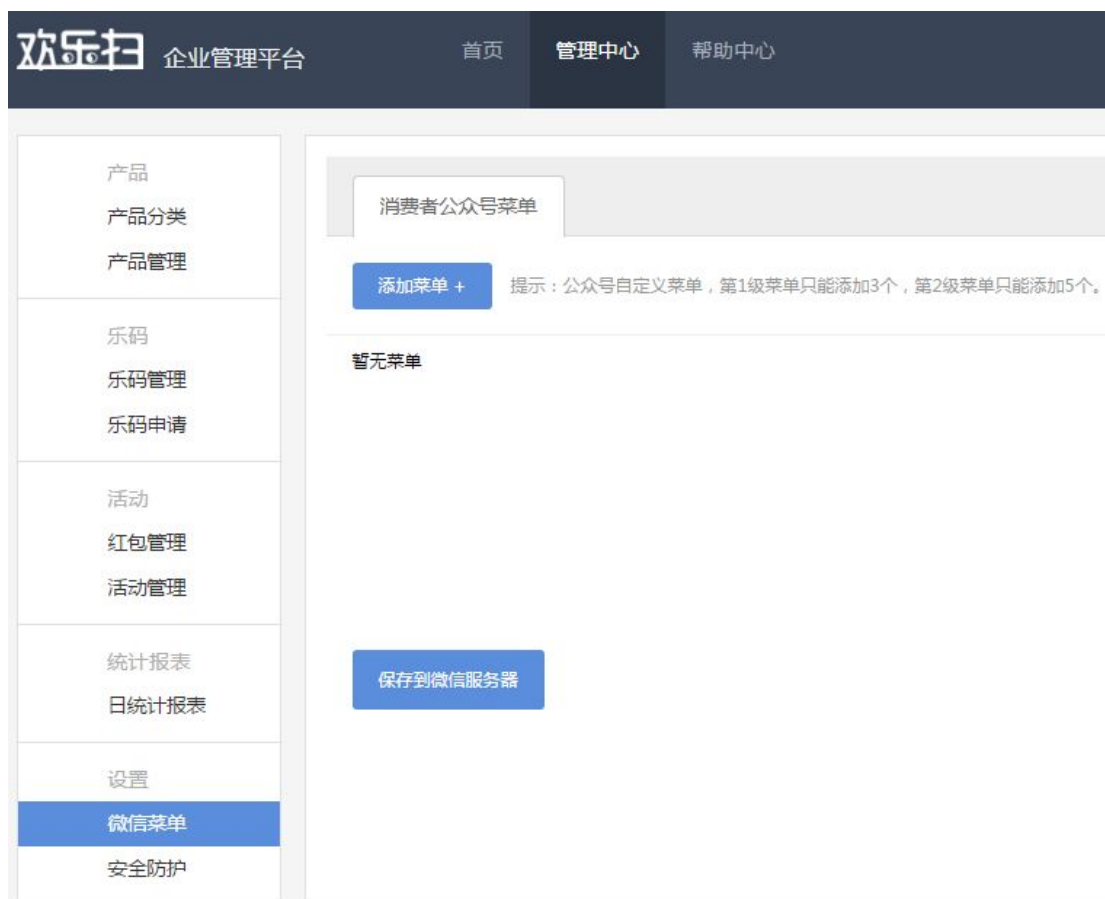 欢乐扫 企业管理平台 首页 管理中心 帮助中心
产品
产品分类
产品管理
乐码
乐码管理
乐码申请
活动
红包管理
活动管理
统计报表
日统计报表
设置
微信菜单
安全防护
消费者公众号菜单
添加菜单 + 提示：公众号自定义菜单，第1级菜单只能添加3个，第2级菜单只能添加5个。
暂无菜单
保存到微信服务器